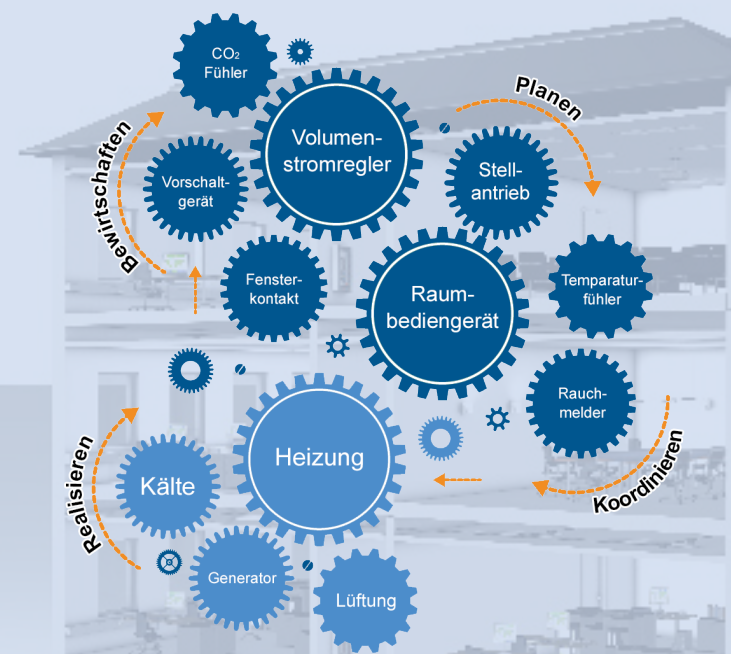 CO₂
Fühler
Planen
Volumen-
stromregler
Bewirtschaften
Vorschalt-
gerät
Stell-
antrieb
Fenster-
kontakt
Raum-
bediengerät
Temparatur-
fühler
Rauch-
melder
Heizung
Koordinieren
Realisieren
Kälte
Generator
Lüftung